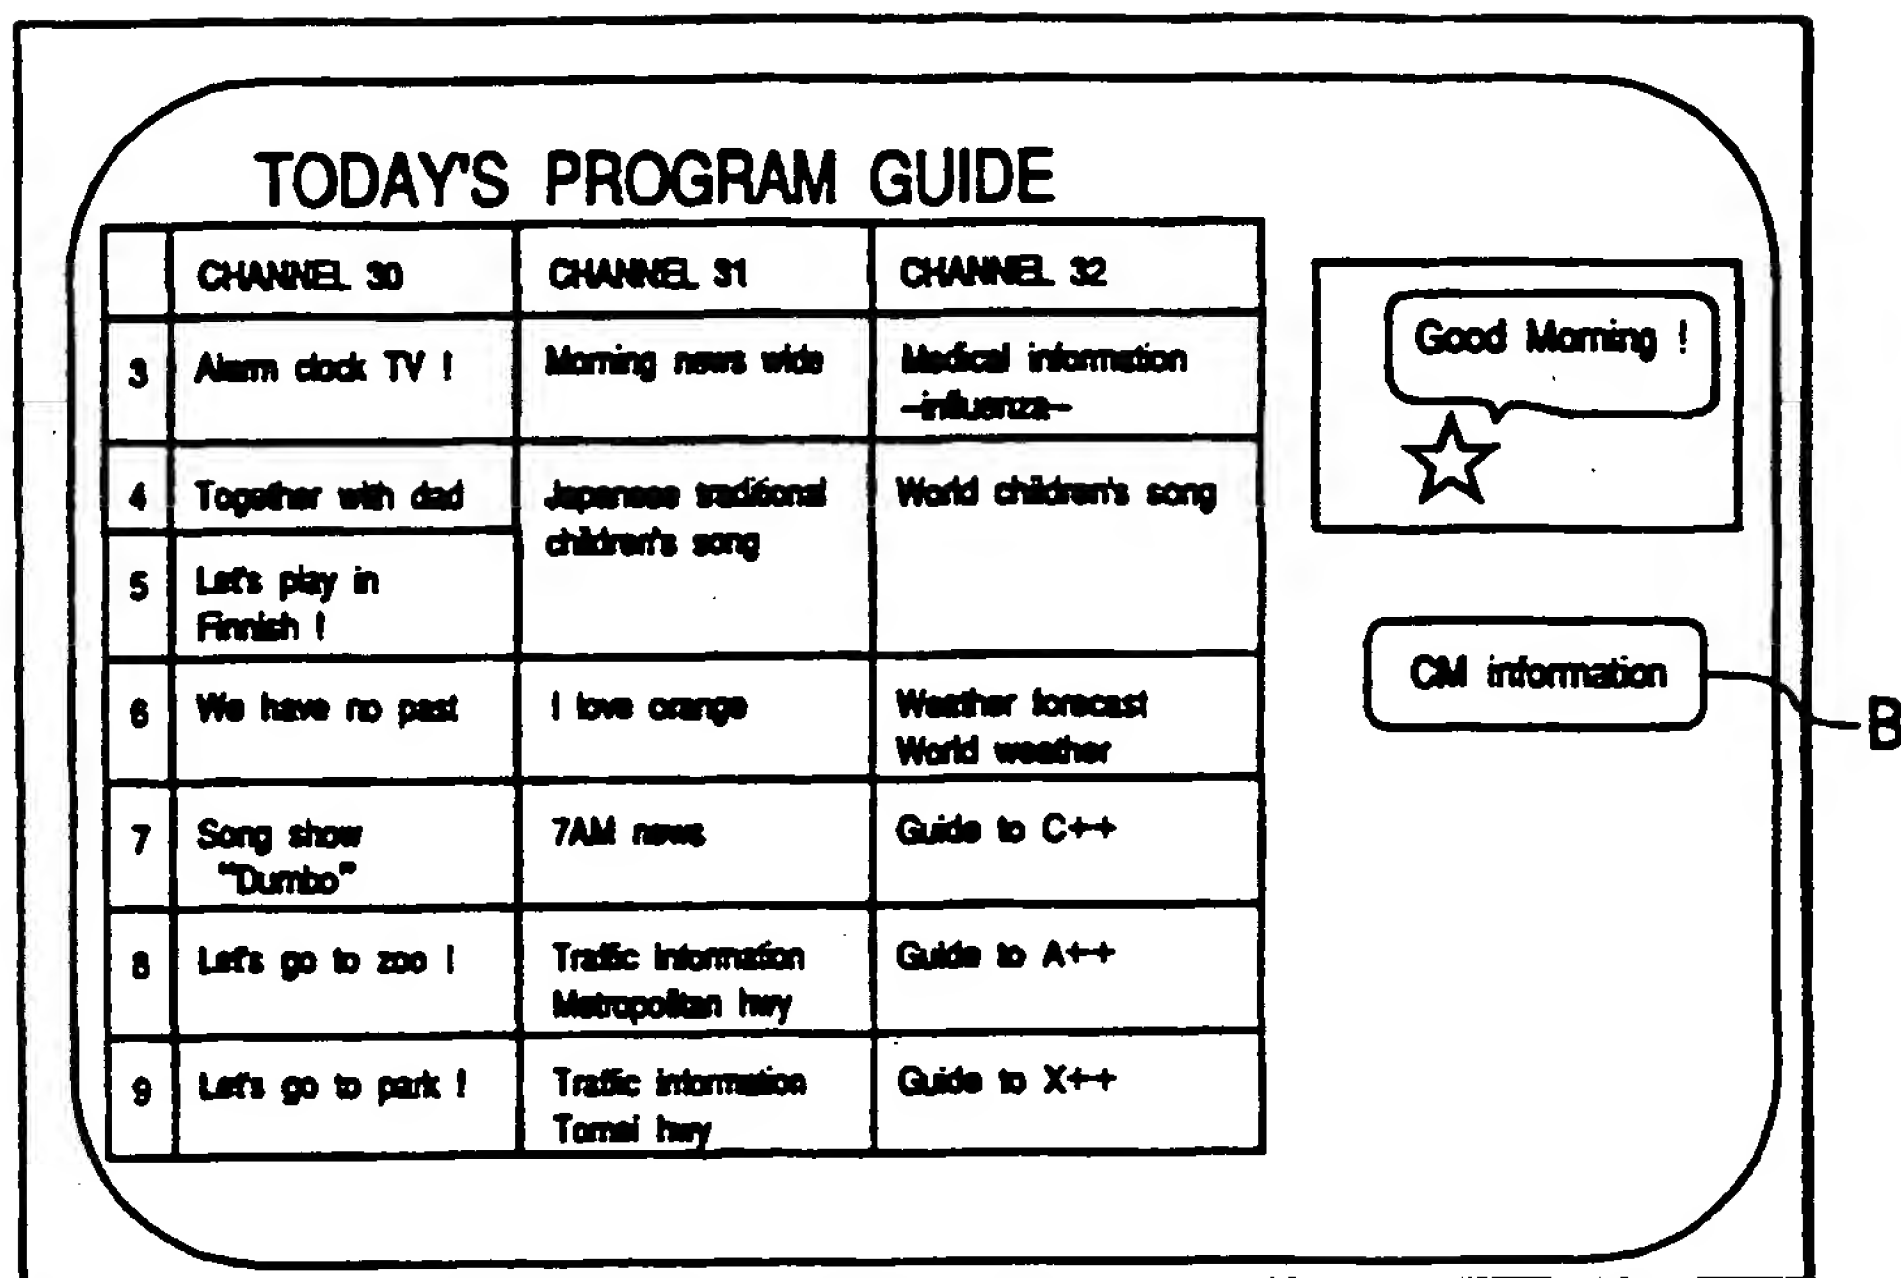 TODAY'S PROGRAM GUIDE
CHANNEL 30 CHANNEL 31 CHANNEL 32
3 Alarm clock TV ! Morning news wide Medical information
–influenza–
4 Together with dad Japanese traditional World children's song
children's song
5 Let's play in
Finnish !
6 We have no past I love orange Weather forecast
World weather
7 Song show 7AM news Guide to C++
"Dumbo"
8 Let's go to zoo ! Traffic information Guide to A++
Metropolitan hwy
9 Let's go to park ! Traffic information Guide to X++
Tomei hwy
Good Morning !
CM information
B